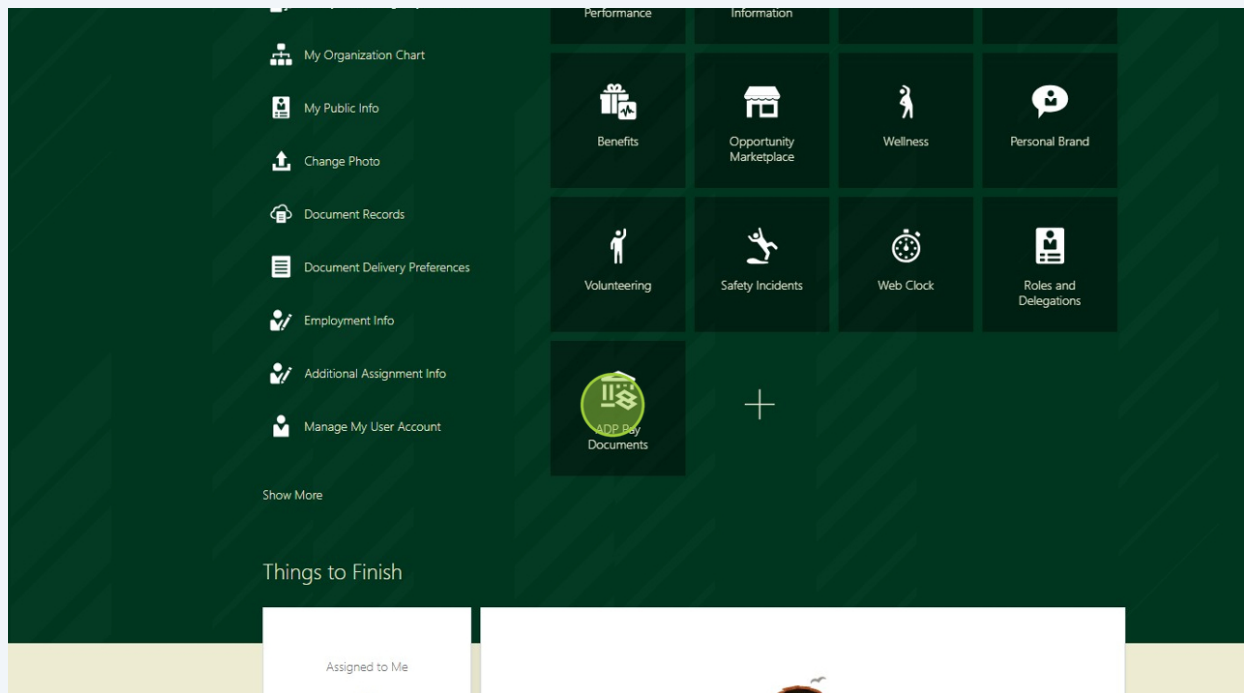 Performance
Information
My Organization Chart
My Public Info
Change Photo
Document Records
Document Delivery Preferences
Employment Info
Additional Assignment Info
Manage My User Account
Show More
Benefits
Opportunity
Marketplace
Wellness
Personal Brand
Volunteering
Safety Incidents
Web Clock
Roles and
Delegations
ADP Pay
Documents
Things to Finish
Assigned to Me